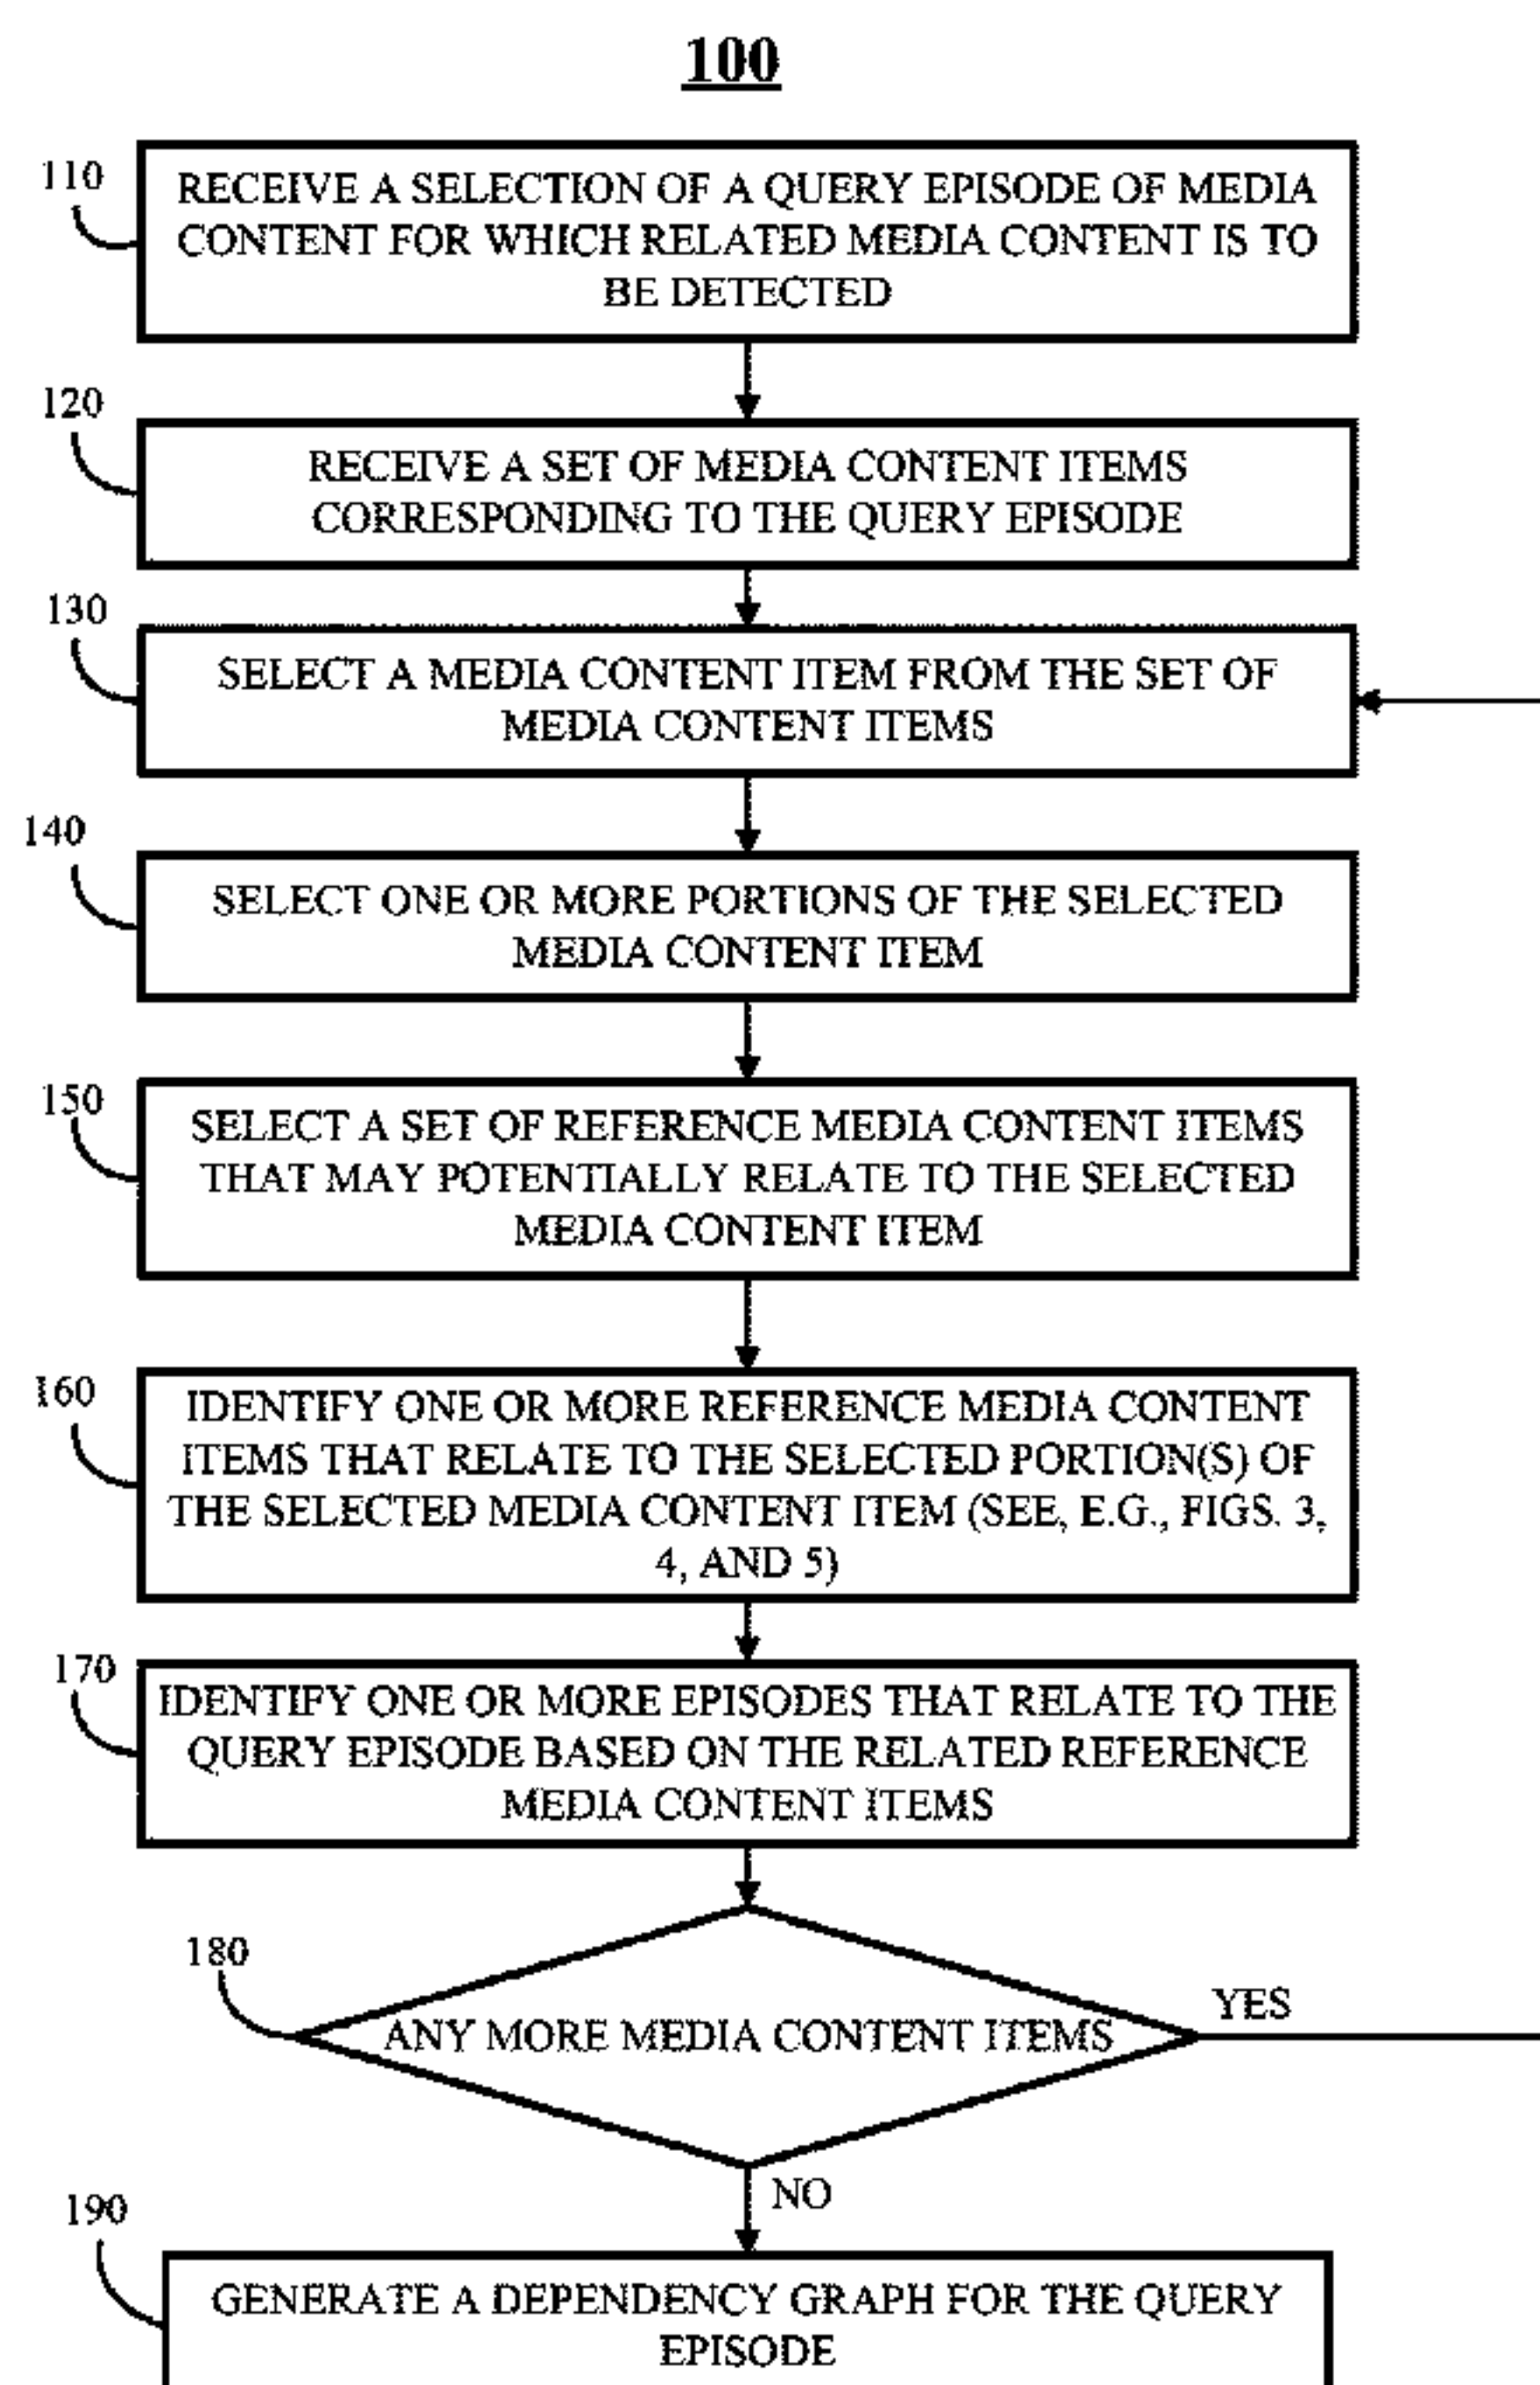 100
110
RECEIVE A SELECTION OF A QUERY EPISODE OF MEDIA
CONTENT FOR WHICH RELATED MEDIA CONTENT IS TO
BE DETECTED
120
RECEIVE A SET OF MEDIA CONTENT ITEMS
CORRESPONDING TO THE QUERY EPISODE
130
SELECT A MEDIA CONTENT ITEM FROM THE SET OF
MEDIA CONTENT ITEMS
140
SELECT ONE OR MORE PORTIONS OF THE SELECTED
MEDIA CONTENT ITEM
150
SELECT A SET OF REFERENCE MEDIA CONTENT ITEMS
THAT MAY POTENTIALLY RELATE TO THE SELECTED
MEDIA CONTENT ITEM
160
IDENTIFY ONE OR MORE REFERENCE MEDIA CONTENT
ITEMS THAT RELATE TO THE SELECTED PORTION(S) OF
THE SELECTED MEDIA CONTENT ITEM (SEE, E.G., FIGS. 3,
4, AND 5)
170
IDENTIFY ONE OR MORE EPISODES THAT RELATE TO THE
QUERY EPISODE BASED ON THE RELATED REFERENCE
MEDIA CONTENT ITEMS
180
ANY MORE MEDIA CONTENT ITEMS
YES
NO
190
GENERATE A DEPENDENCY GRAPH FOR THE QUERY
EPISODE